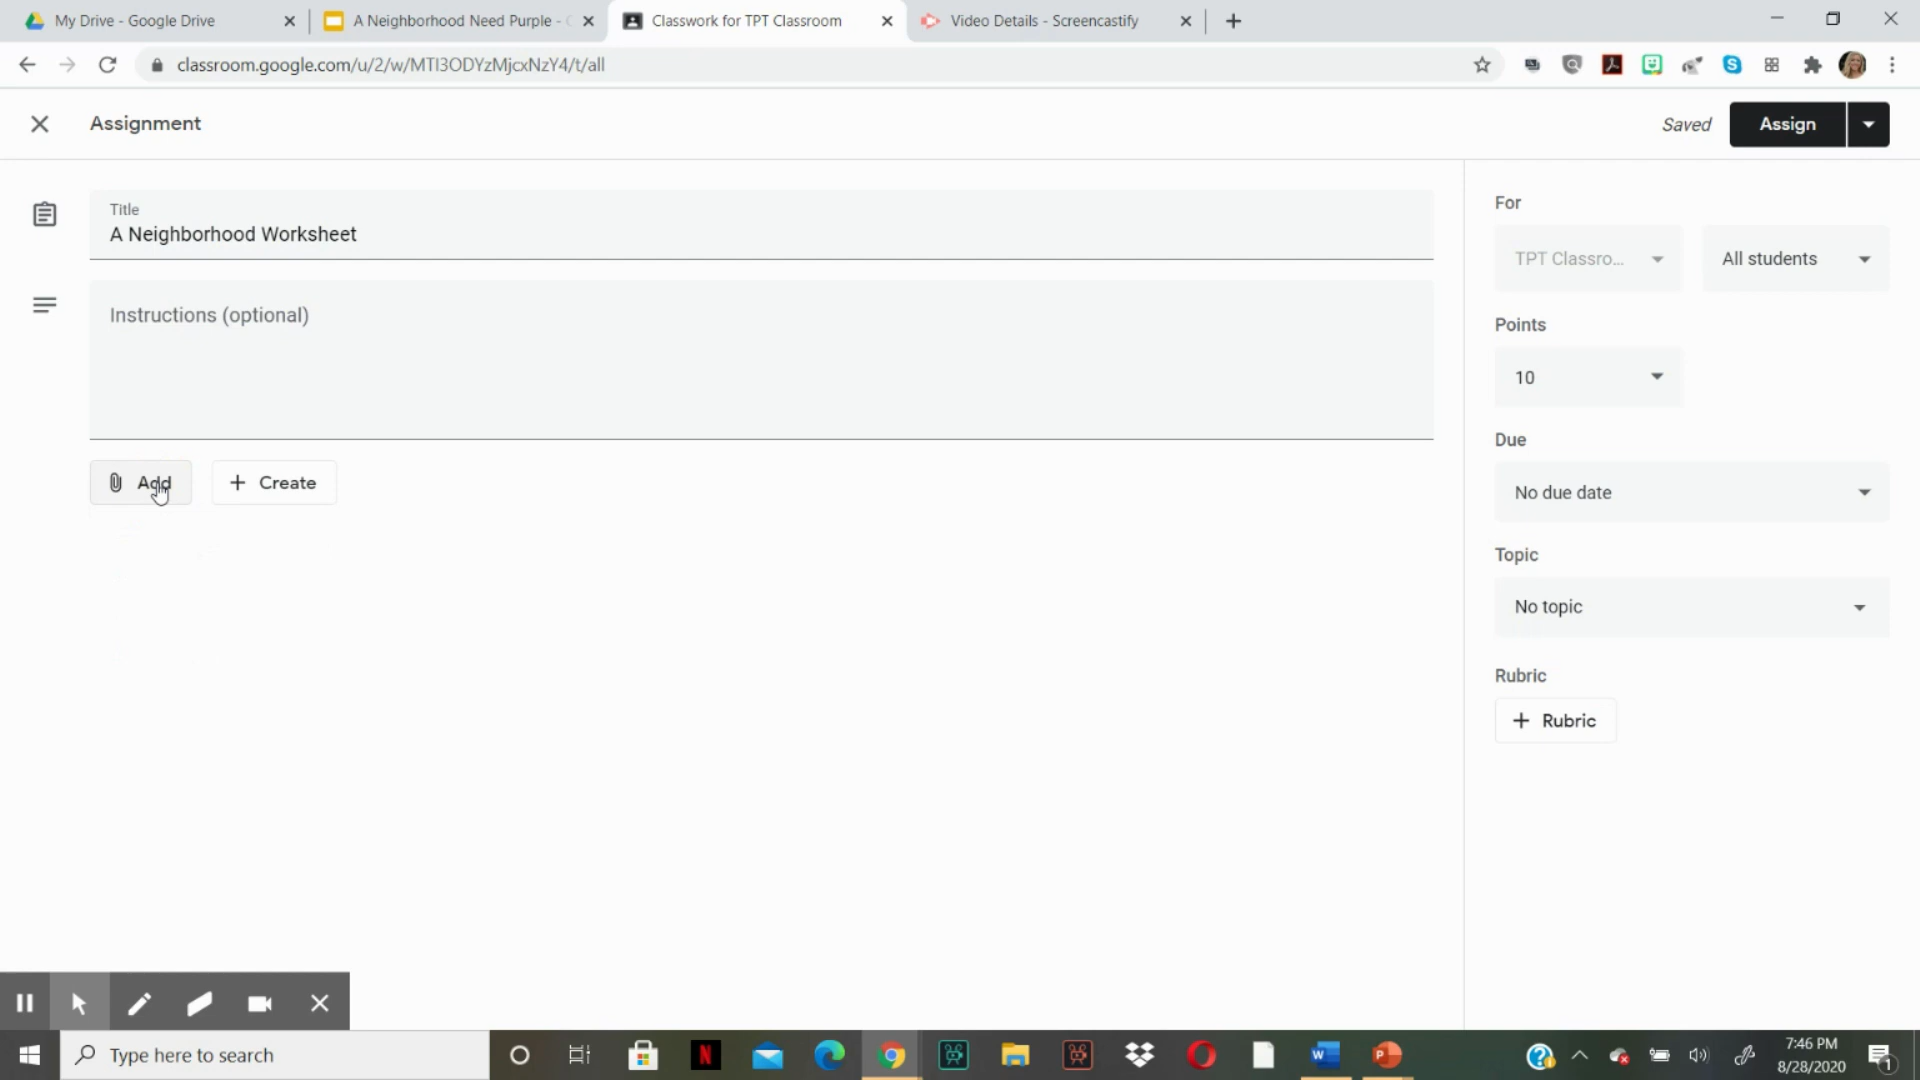 My Drive - Google Drive
A Neighborhood Need Purple -
Classwork for TPT Classroom
Video Details - Screencastify
classroom.google.com/u/2/w/MTI3ODYzMjcxNzY4/t/all
Assignment
Saved
Assign
Title
A Neighborhood Worksheet
Instructions (optional)
Add
Create
For
TPT Classro...
All students
Points
10
Due
No due date
Topic
No topic
Rubric
Rubric
Type here to search
7:46 PM
8/28/2020
1